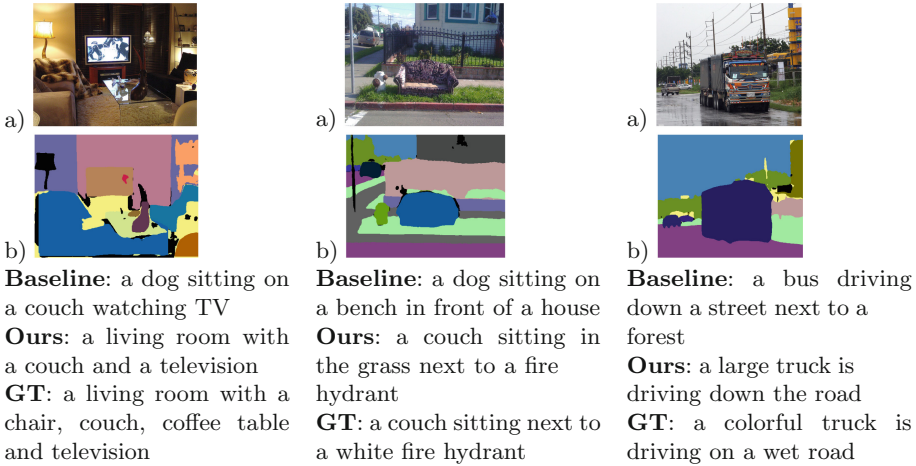 a)
b)
Baseline: a dog sitting on
a couch watching TV
Ours: a living room with
a couch and a television
GT: a living room with a
chair, couch, coffee table
and television
a)
b)
Baseline: a dog sitting on
a bench in front of a house
Ours: a couch sitting in
the grass next to a fire
hydrant
GT: a couch sitting next to
a white fire hydrant
a)
b)
Baseline: a bus driving
down a street next to a
forest
Ours: a large truck is
driving down the road
GT: a colorful truck is
driving on a wet road